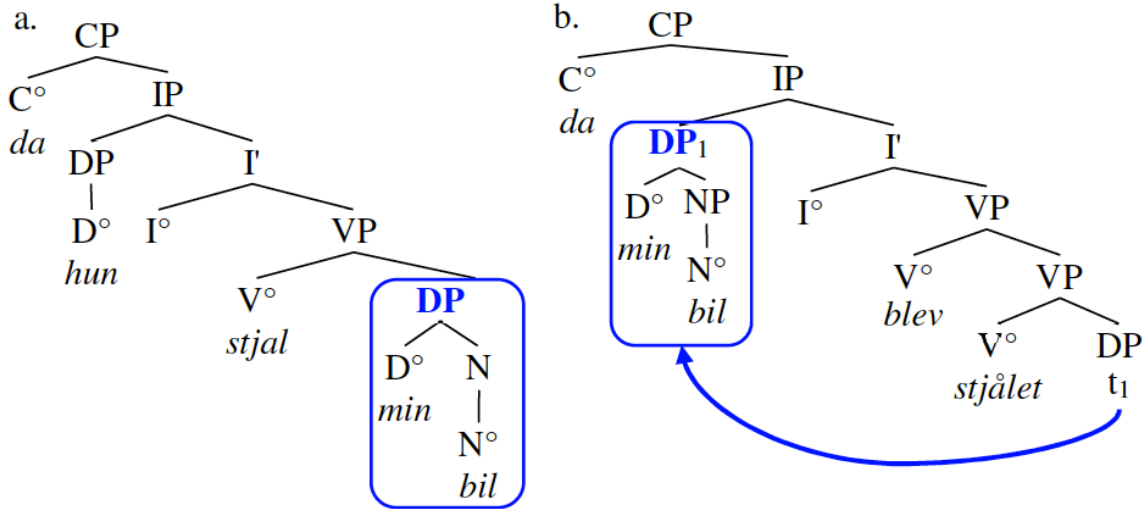 a.
CP
C° IP
da
DP I'
D° I° VP
hun
V° DP
stjal
D° N
min
N°
bil
b.
CP
C° IP
da
DP₁ I'
D° NP I° VP
min
N° V° VP
bil blev
V° DP
stjålet t₁